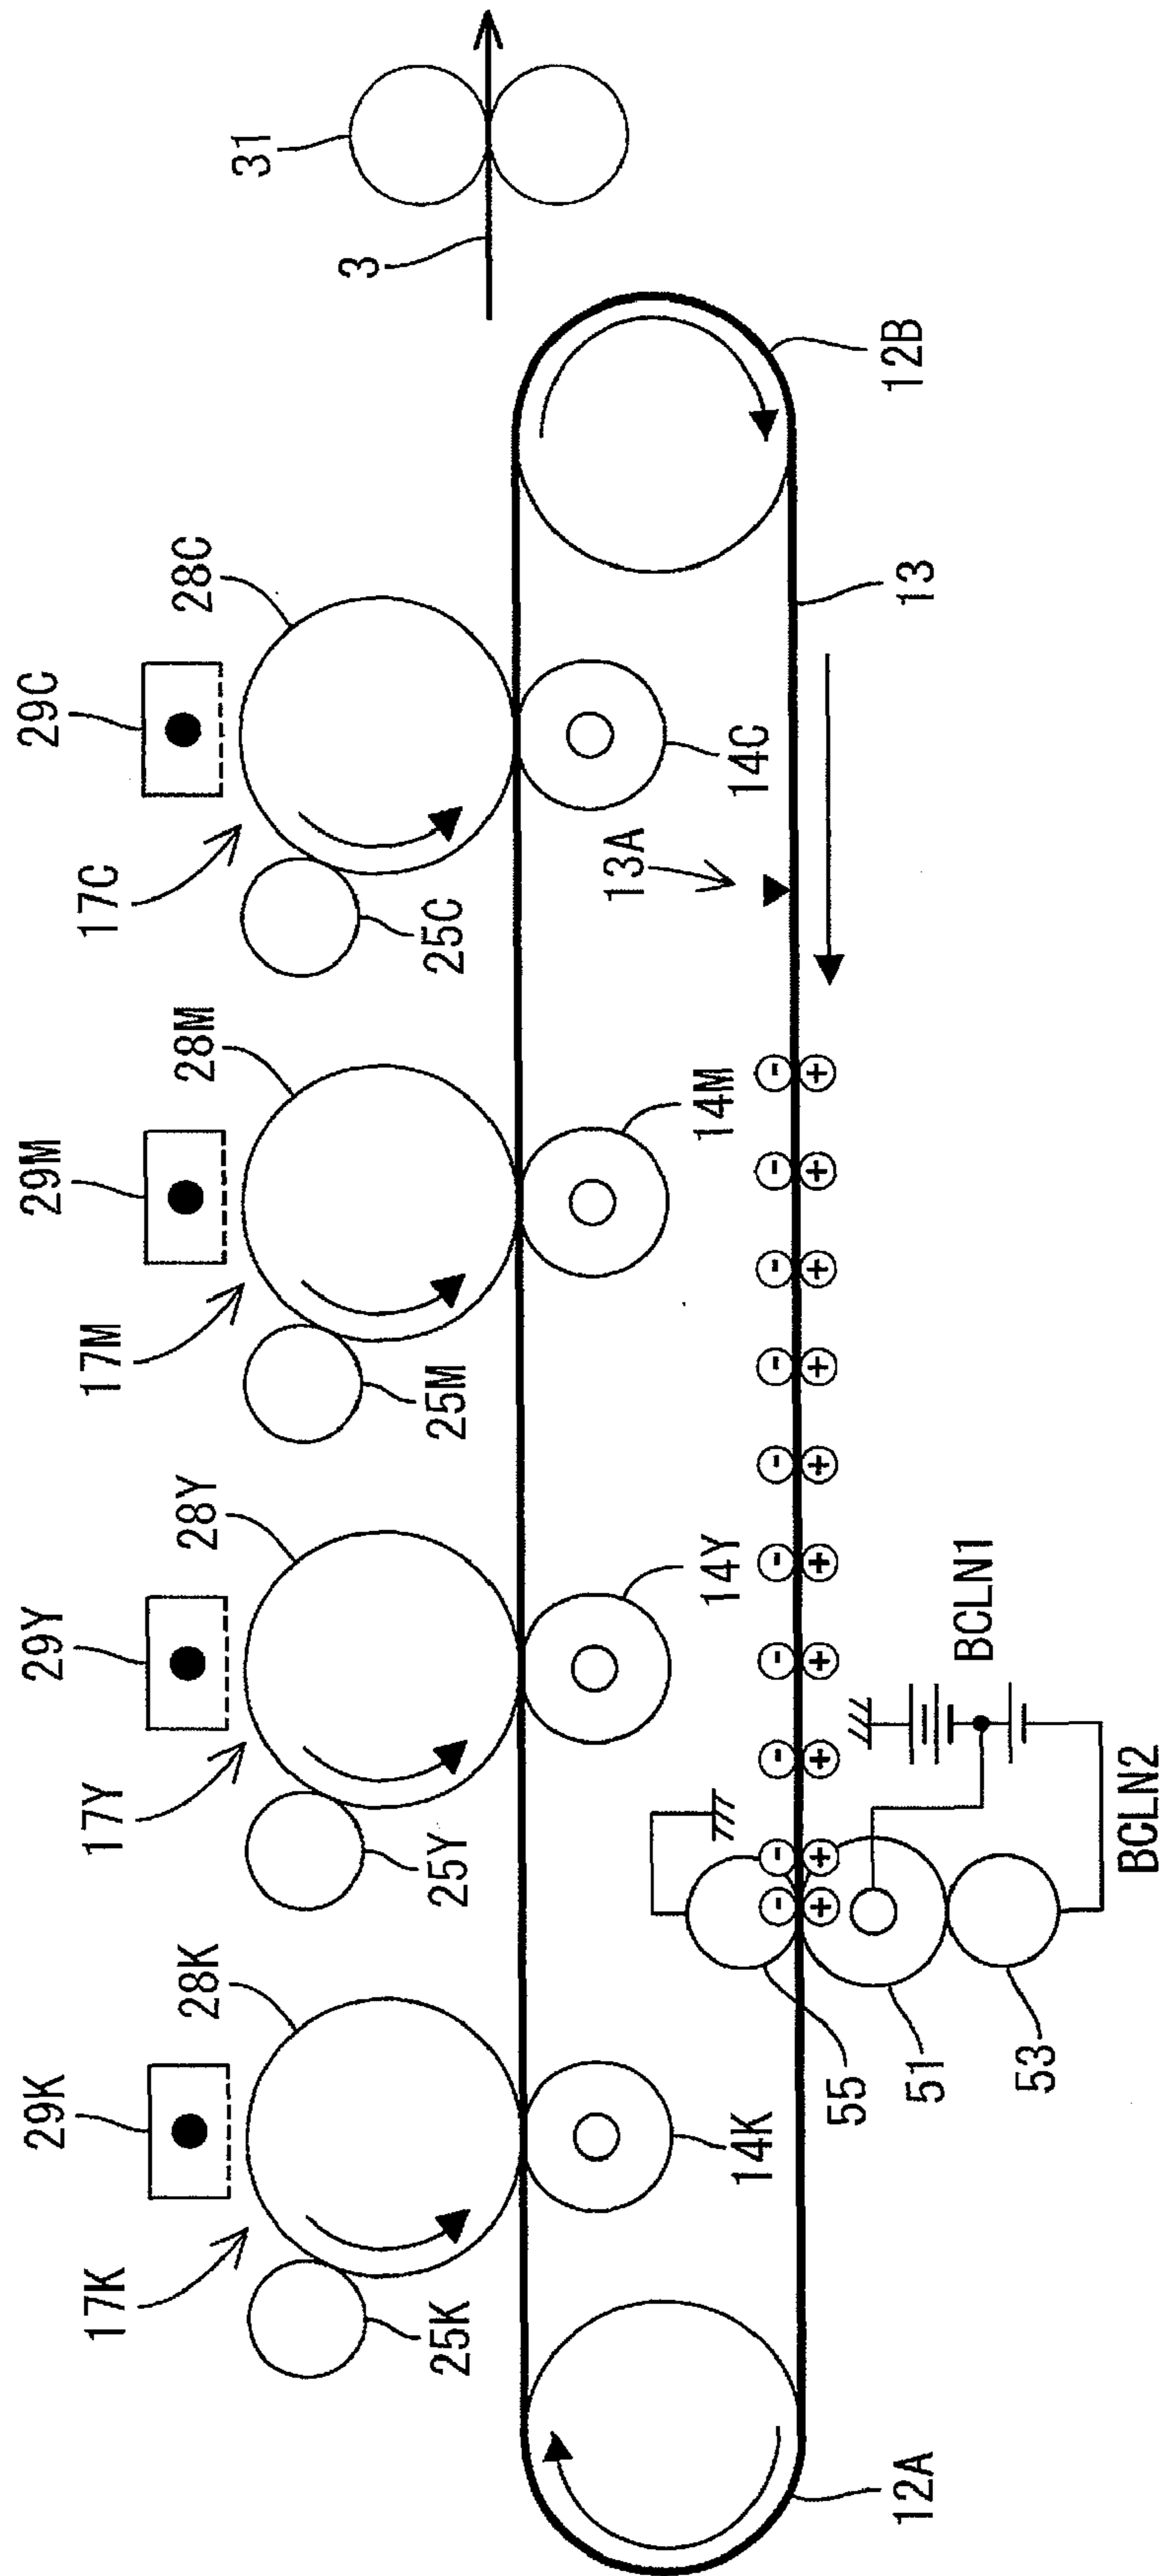 29K
29Y
29M
29C
17K
17Y
17M
17C
28K
28Y
28M
28C
31
3
25K
25Y
25M
25C
14K
14Y
14M
14C
13A
-
-
-
-
-
-
-
-
-
-
+
+
+
+
+
+
+
+
+
+
55
51
53
12A
13
12B
BCLN1
BCLN2